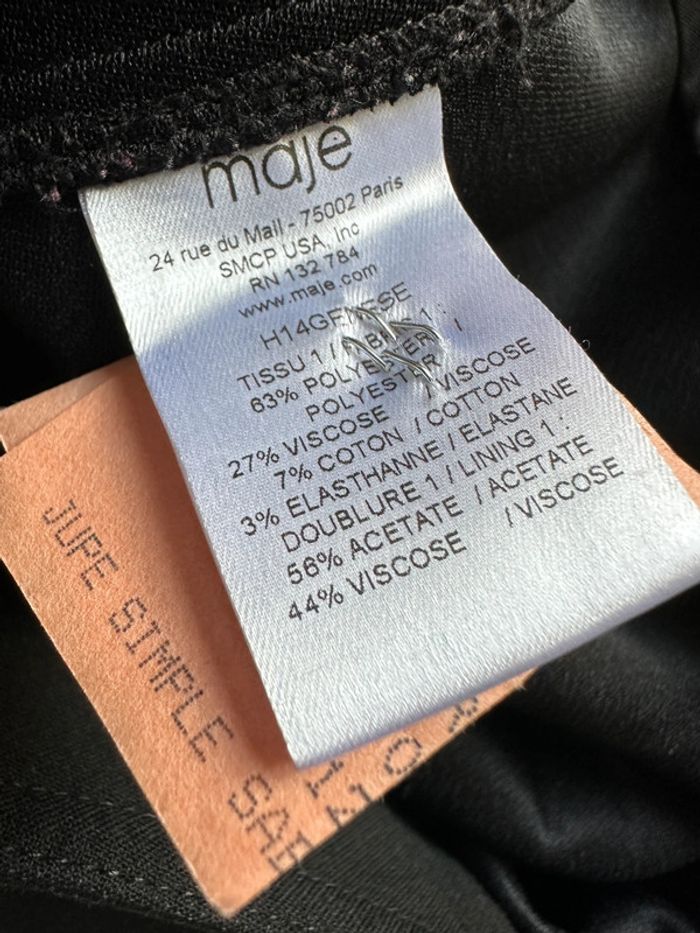 maje
24 rue du Mail - 75002 Paris
SMCP USA, Inc
RN 132 784
www.maje.com
TISSU 1 /
63%
POLYESTER
27% VISCOSE / VISCOSE
7% COTON / COTTON
3% ELASTHANNE / ELASTANE
DOUBLURE 1 / LINING 1 :
56% ACETATE / ACETATE
44% VISCOSE / VISCOSE
JUPE SIMPLE